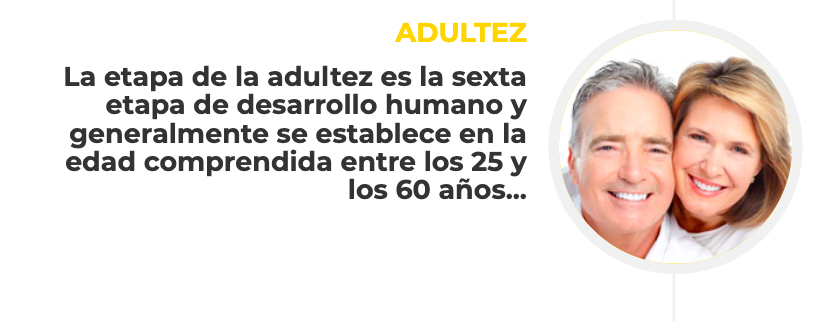 ADULTEZ
La etapa de la adultez es la sexta
etapa de desarrollo humano y
generalmente se establece en la
edad comprendida entre los 25 y
los 60 años...